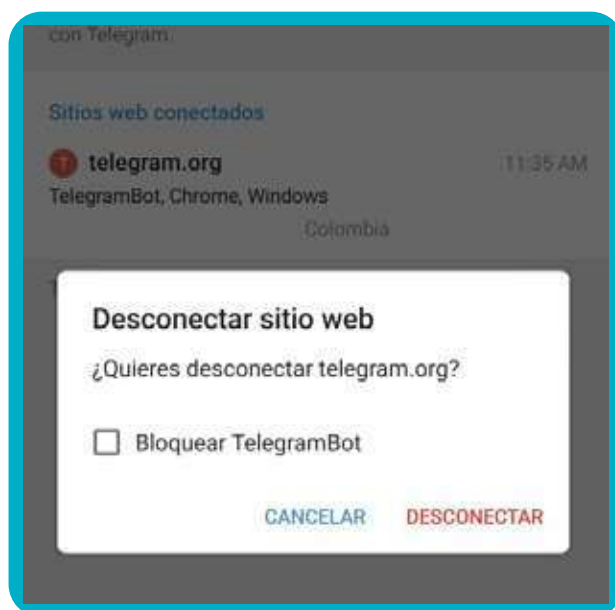 con Telegram.
Sitios web conectados
T telegram.org 11:35 AM
TelegramBot, Chrome, Windows
Colombia
T
Desconectar sitio web
¿Quieres desconectar telegram.org?
Bloquear TelegramBot
CANCELAR DESCONECTAR